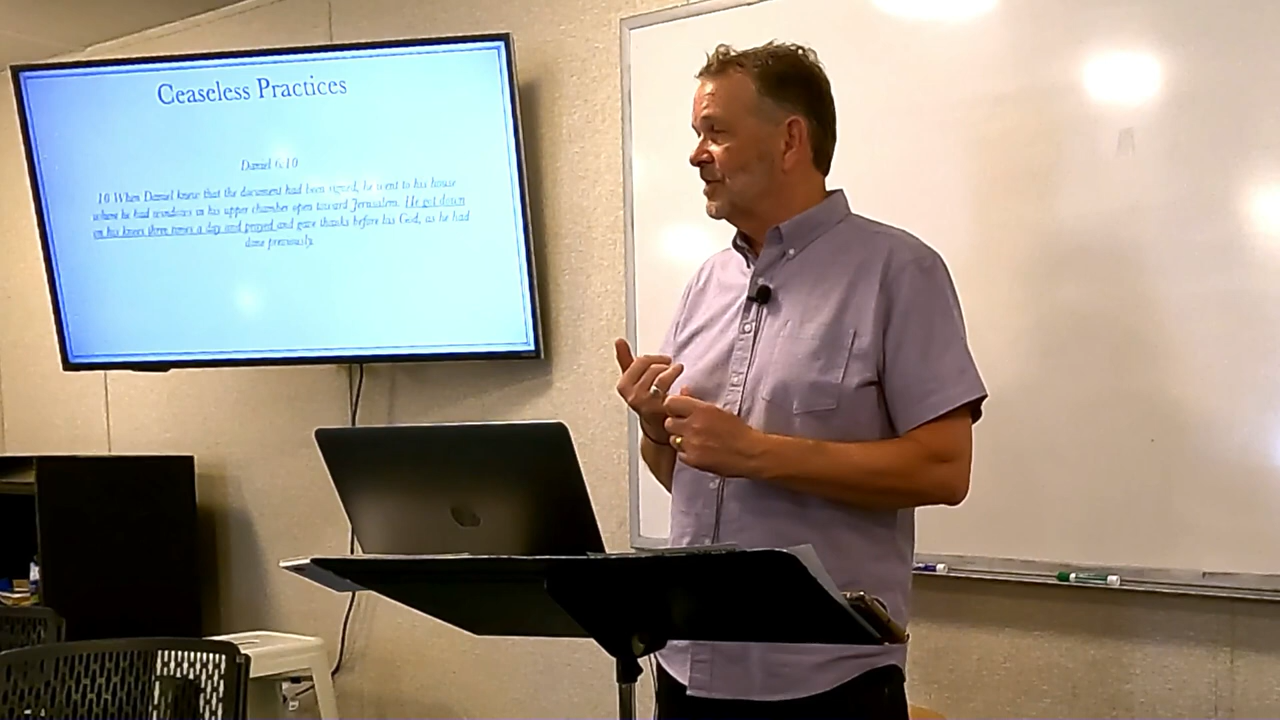 Ceaseless Practices
Daniel 6:10
10 When Daniel knew that the document had been signed, he went to his house
where he had windows in his upper chamber open toward Jerusalem. He got down
on his knees three times a day and prayed and gave thanks before his God, as he had
done previously.